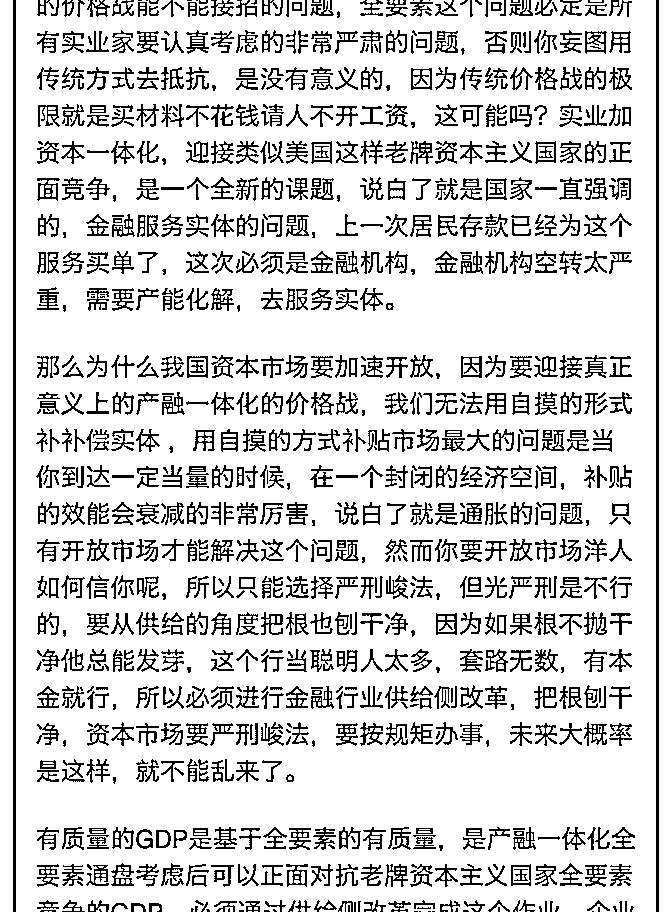 的价格战能不能接招的问题，全要素这个问题必定是所
有实业家要认真考虑的非常严肃的问题，否则你妄图用
传统方式去抵抗，是没有意义的，因为传统价格战的极
限就是买材料不花钱请人不开工资，这可能吗？实业加
资本一体化，迎接类似美国这样老牌资本主义国家的正
面竞争，是一个全新的课题，说白了就是国家一直强调
的，金融服务实体的问题，上一次居民存款已经为这个
服务买单了，这次必须是金融机构，金融机构空转太严
重，需要产能化解，去服务实体。
那么为什么我国资本市场要加速开放，因为要迎接真正
意义上的产融一体化的价格战，我们无法用自摸的形式
补补偿实体 ，用自摸的方式补贴市场最大的问题是当
你到达一定当量的时候，在一个封闭的经济空间，补贴
的效能会衰减的非常厉害，说白了就是通胀的问题，只
有开放市场才能解决这个问题，然而你要开放市场洋人
如何信你呢，所以只能选择严刑峻法，但光严刑是不行
的，要从供给的角度把根也刨干净，因为如果根不抛干
净他总能发芽，这个行当聪明人太多，套路无数，有本
金就行，所以必须进行金融行业供给侧改革，把根刨干
净，资本市场要严刑峻法，要按规矩办事，未来大概率
是这样，就不能乱来了。
有质量的GDP是基于全要素的有质量，是产融一体化全
要素通盘考虑后可以正面对抗老牌资本主义国家全要素
竞争的GDP，必须通过供给侧改革完成这个作业，企业